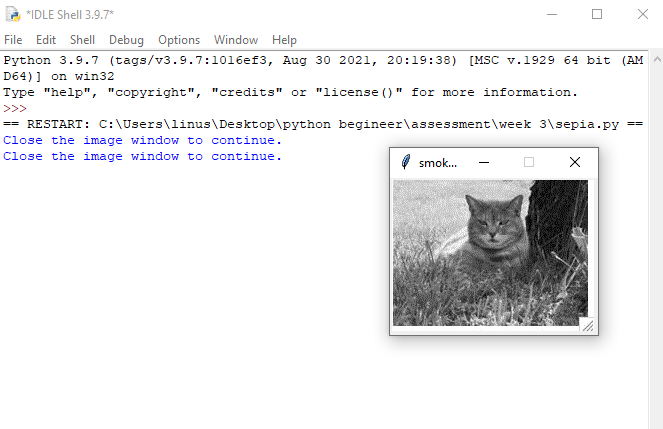 *IDLE Shell 3.9.7*
File Edit Shell Debug Options Window Help
Python 3.9.7 (tags/v3.9.7:1016ef3, Aug 30 2021, 20:19:38) [MSC v.1929 64 bit (AM
D64)] on win32
Type "help", "copyright", "credits" or "license()" for more information.
>>>
== RESTART: C:\Users\linus\Desktop\python begineer\assessment\week 3\sepia.py ==
Close the image window to continue.
Close the image window to continue.
smok...